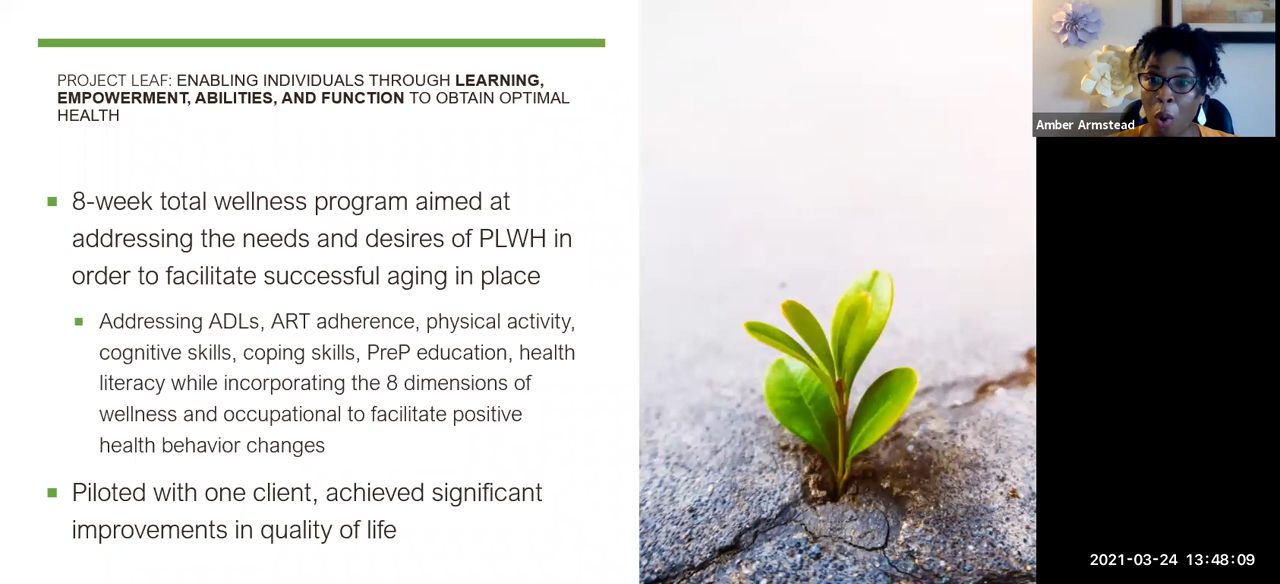 PROJECT LEAF: ENABLING INDIVIDUALS THROUGH LEARNING,
EMPOWERMENT, ABILITIES, AND FUNCTION TO OBTAIN OPTIMAL
HEALTH
8-week total wellness program aimed at
addressing the needs and desires of PLWH in
order to facilitate successful aging in place
Addressing ADLs, ART adherence, physical activity,
cognitive skills, coping skills, PreP education, health
literacy while incorporating the 8 dimensions of
wellness and occupational to facilitate positive
health behavior changes
Piloted with one client, achieved significant
improvements in quality of life
Amber Armstead
2021-03-24 13:48:09